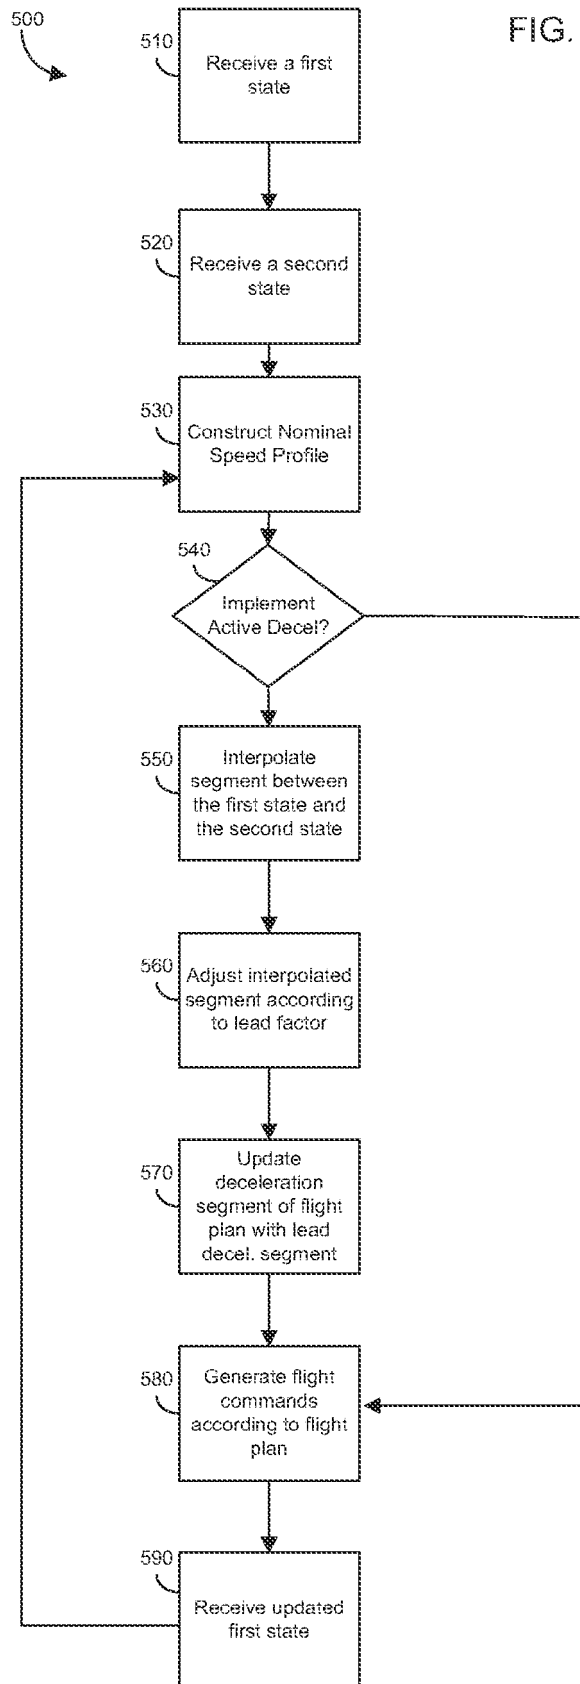 500
FIG.
510
Receive a first
state
520
Receive a second
state
530
Construct Nominal
Speed Profile
540
Implement
Active Decel?
550
Interpolate
segment between
the first state and
the second state
560
Adjust interpolated
segment according
to lead factor
570
Update
deceleration
segment of flight
plan with lead
decel. segment
580
Generate flight
commands
according to flight
plan
590
Receive updated
first state